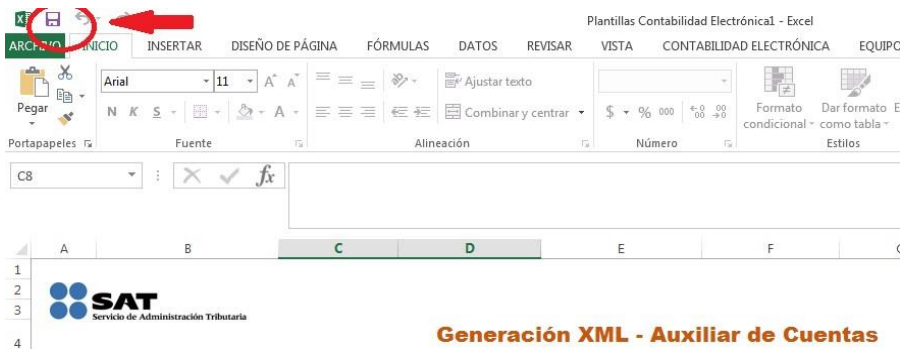 Plantillas Contabilidad Electrónica1 - Excel
INICIO INSERTAR DISEÑO DE PÁGINA FÓRMULAS DATOS REVISAR VISTA CONTABILIDAD ELECTRÓNICA EQUIPO
Arial 11 A A Ajustar texto
Pegar N K S A Combinar y centrar $ % 000 Formato Dar formato
condicional como tabla
Portapapeles Fuente Alineación Número Estilos
C8 fx
A B C D E F
1
2
3 SAT
Servicio de Administración Tributaria
4 Generación XML - Auxiliar de Cuentas